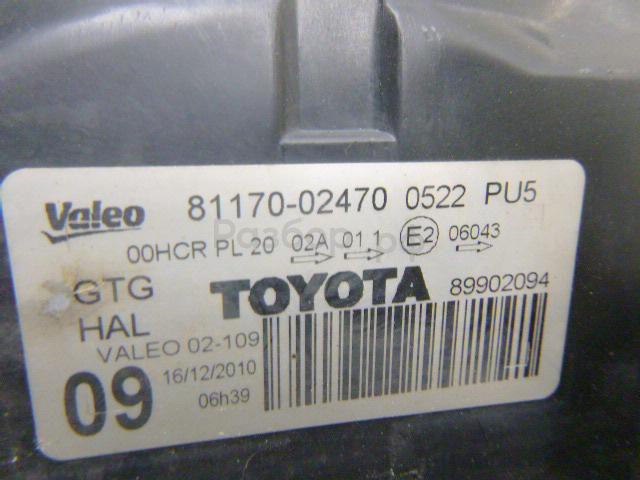 Valeo 81170-02470 0522 PU5
00HCR PL 20 02A 01 1 E2 06043
GTG TOYOTA 89902094
HAL
VALEO 02-109
09 16/12/2010
06h39